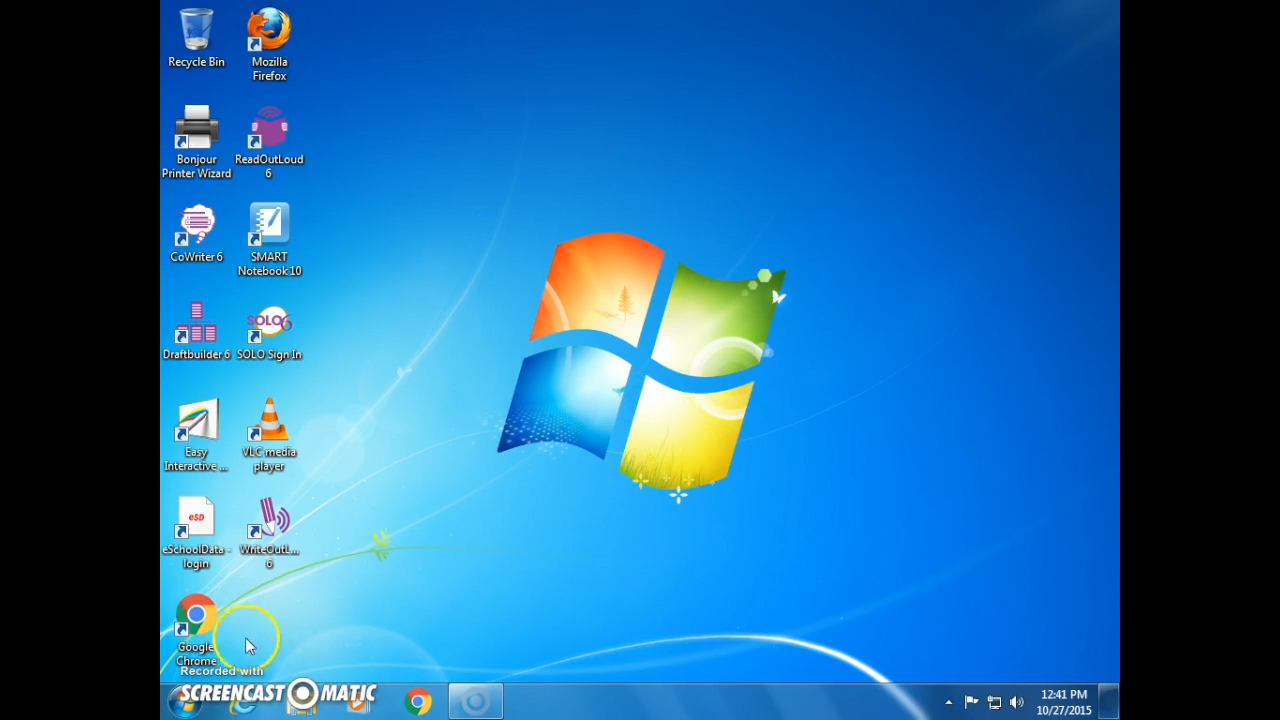 Recycle Bin
Mozilla
Firefox
Bonjour
Printer Wizard
ReadOutLoud
6
CoWriter 6
SMART
Notebook 10
Draftbuilder 6
SOLO6
SOLO Sign In
Easy
Interactive ...
VLC media
player
eSD
eSchoolData -
login
WriteOutL...
6
Google
Chrome
Recorded with
SCREENCAST MATIC
12:41 PM
10/27/2015